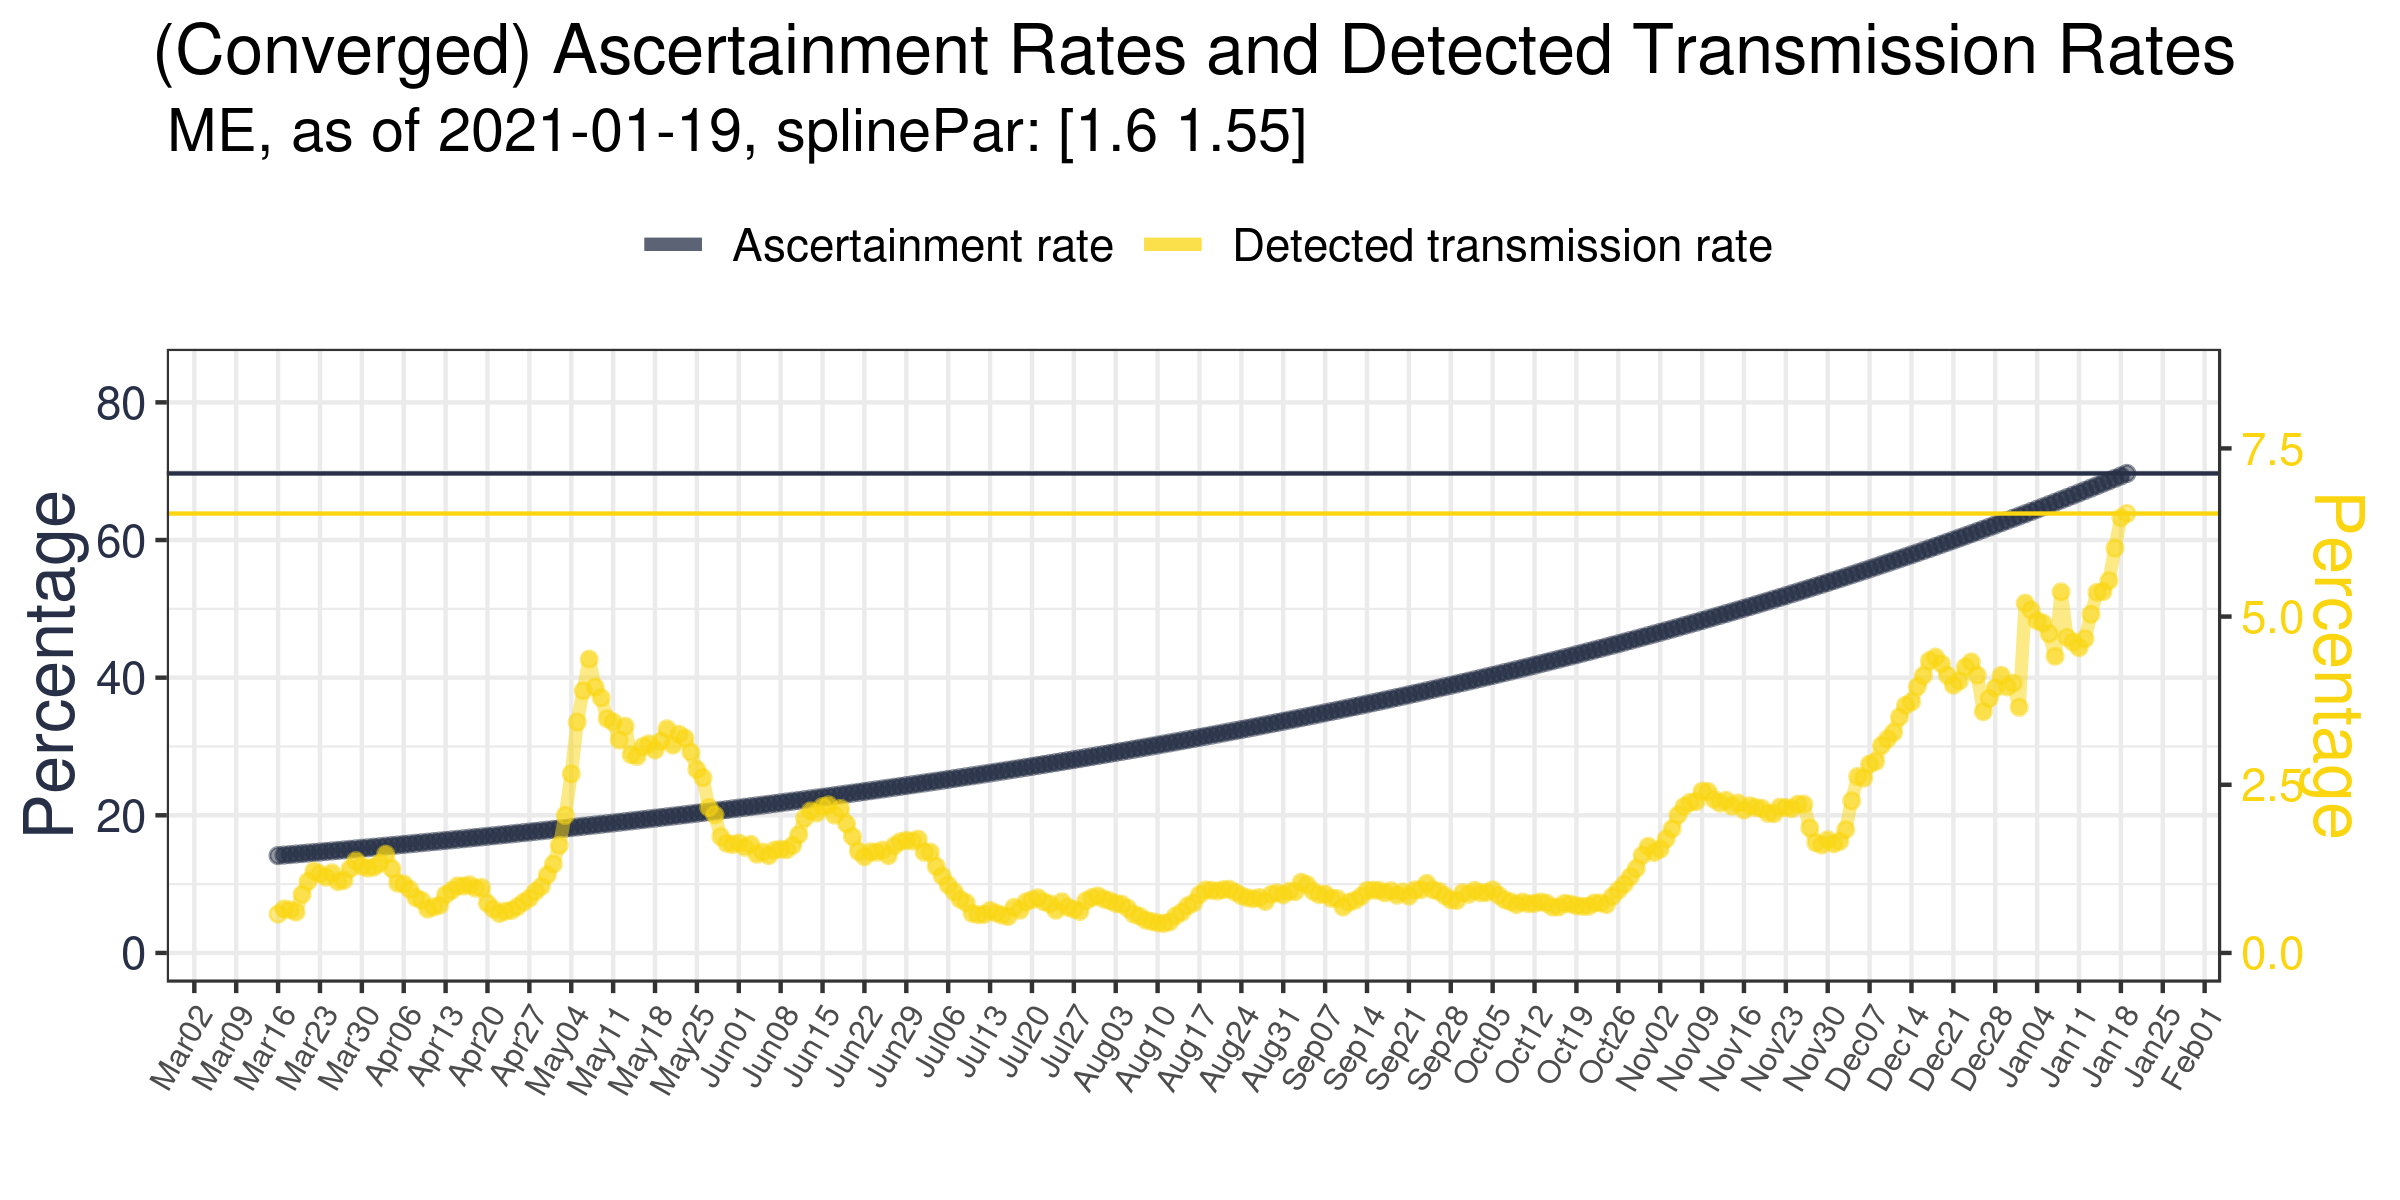 (Converged) Ascertainment Rates and Detected Transmission Rates
ME, as of 2021-01-19, splinePar: [1.6 1.55]
Ascertainment rate Detected transmission rate
Percentage
80
60
40
20
0
7.5
5.0
2.5
0.0
Percentage
Mar02 Mar09 Mar16 Mar23 Mar30 Apr06 Apr13 Apr20 Apr27 May04 May11 May18 May25 Jun01 Jun08 Jun15 Jun22 Jun29 Jul06 Jul13 Jul20 Jul27 Aug03 Aug10 Aug17 Aug24 Aug31 Sep07 Sep14 Sep21 Sep28 Oct05 Oct12 Oct19 Oct26 Nov02 Nov09 Nov16 Nov23 Nov30 Dec07 Dec14 Dec21 Dec28 Jan04 Jan11 Jan18 Jan25 Feb01